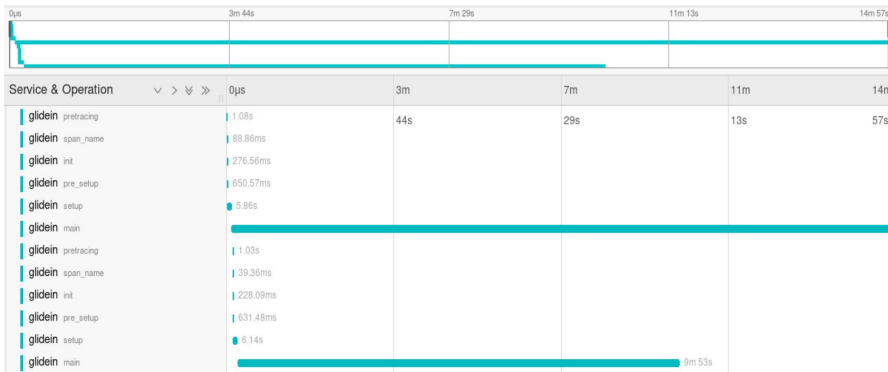 0μs 3m 44s 7m 29s 11m 13s 14m 57s
Service & Operation 0μs 3m 7m 11m 14m
44s 29s 13s 57s
glidein pretracing 1.08s
glidein span_name 88.86ms
glidein init 276.56ms
glidein pre_setup 650.57ms
glidein setup 5.86s
glidein main
glidein pretracing 1.03s
glidein span_name 39.36ms
glidein init 228.09ms
glidein pre_setup 631.48ms
glidein setup 6.14s
glidein main 9m 53s